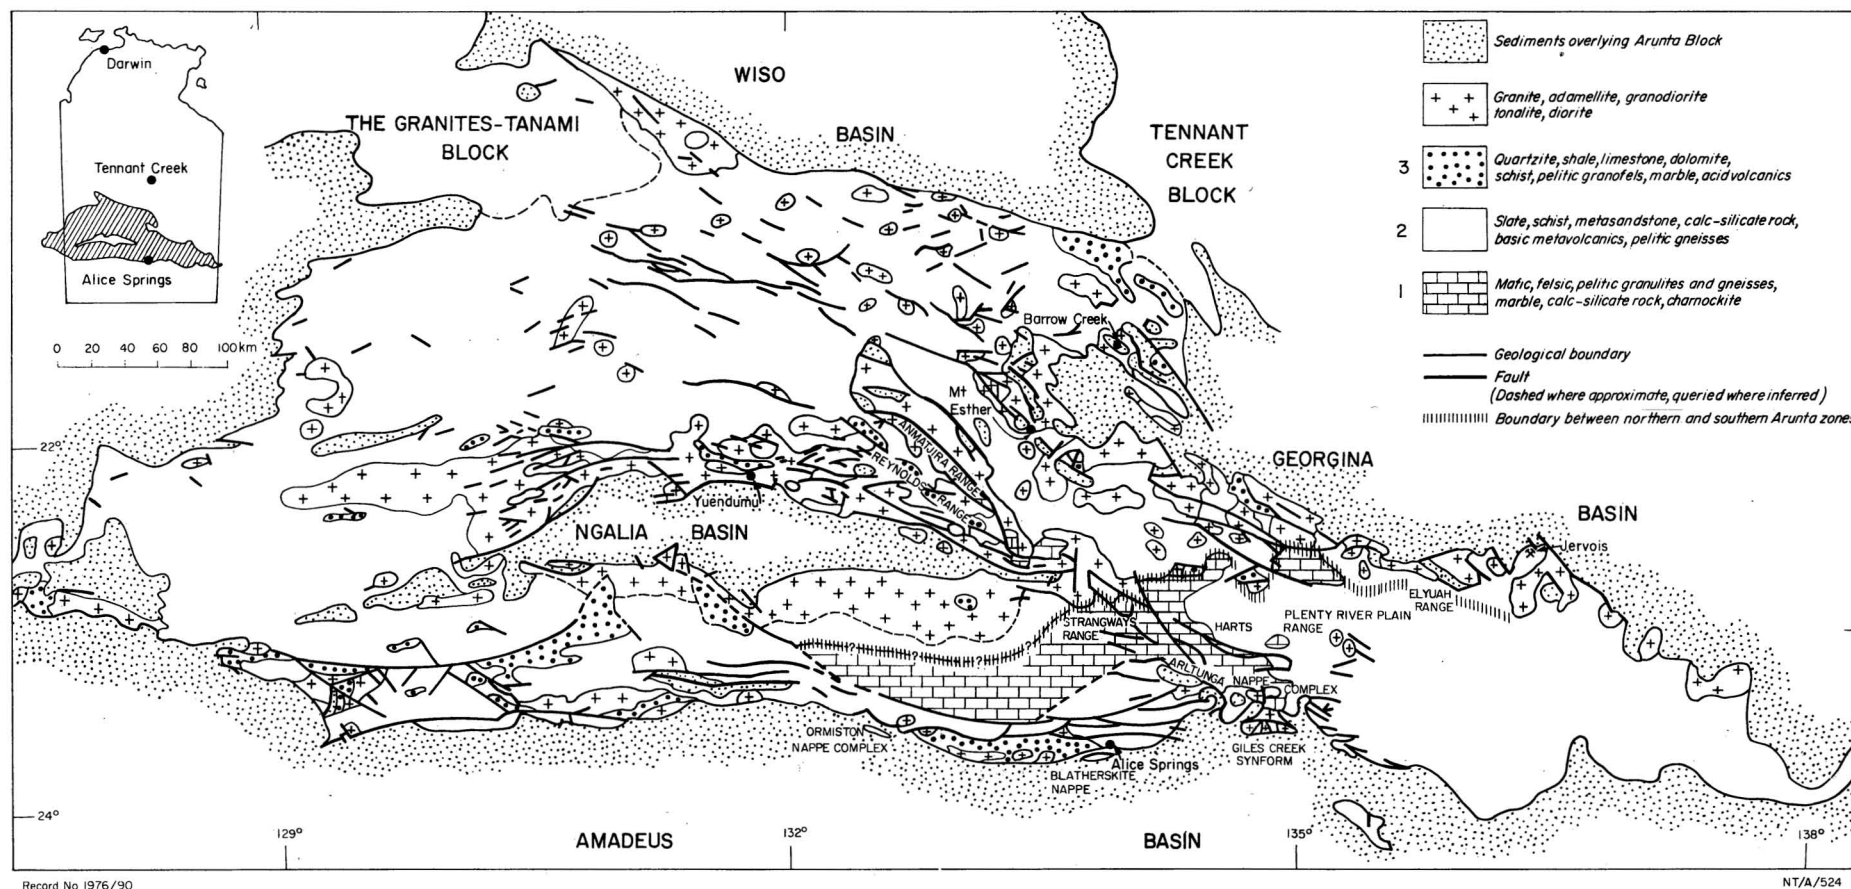 Darwin
Tennant Creek
Alice Springs
0 20 40 60 80 100 km
THE GRANITES-TANAMI
BLOCK
WISO
BASIN
TENNANT
CREEK
BLOCK
Sediments overlying Arunta Block
Granite, adamellite, granodiorite
tonalite, diorite
3
Quartzite, shale, limestone, dolomite,
schist, pelitic granofels, marble, acid volcanics
2
Slate, schist, metasandstone, calc-silicate rock,
basic metavolcanics, pelitic gneisses
1
Mafic, felsic, pelitic granulites and gneisses,
marble, calc-silicate rock, charnockite
Geological boundary
Fault
(Dashed where approximate, queried where inferred)
Boundary between northern and southern Arunta zones
Barrow Creek
Mt
Esther
ANMATJIRA RANGE
REYNOLDS RANGE
22°
Yuendumu
NGALIA BASIN
GEORGINA
BASIN
Jervois
ELYUAH
RANGE
PLENTY RIVER PLAIN
RANGE
HARTS
STRANGWAYS
RANGE
? ? ?
ARLTUNGA NAPPE
COMPLEX
ORMISTON
NAPPE COMPLEX
GILES CREEK
SYNFORM
Alice Springs
BLATHERSKITE
NAPPE
24°
129° 132° 135° 138°
AMADEUS BASIN
Record No 1976/90
NT/A/524